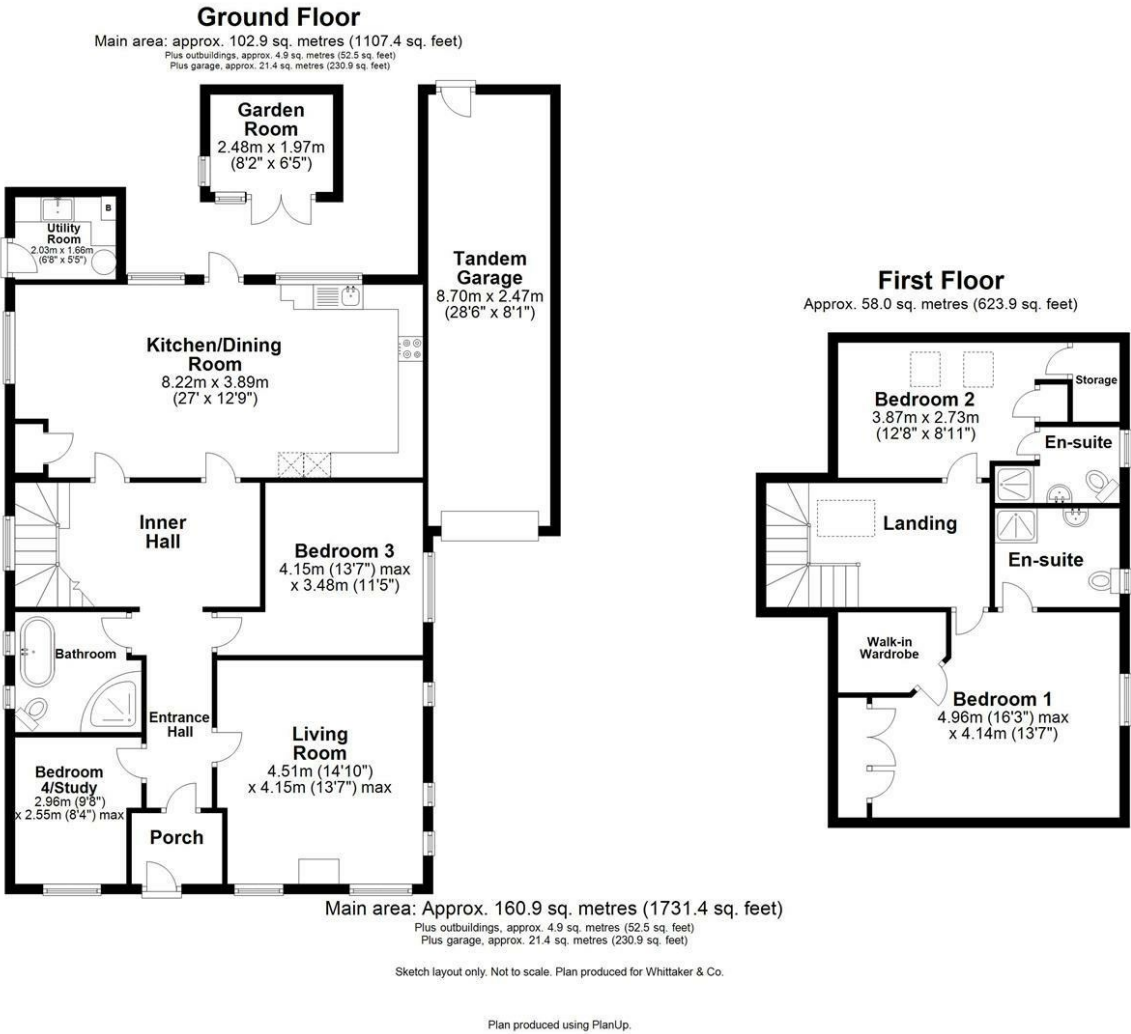 Ground Floor
Main area: approx. 102.9 sq. metres (1107.4 sq. feet)
Plus outbuildings, approx. 4.9 sq. metres (52.5 sq. feet)
Plus garage, approx. 21.4 sq. metres (230.9 sq. feet)
Garden
Room
2.48m x 1.97m
(8'2" x 6'5")
B
Utility
Room
2.03m x 1.66m
(6'8" x 5'5")
Tandem
Garage
8.70m x 2.47m
(28'6" x 8'1")
Kitchen/Dining
Room
8.22m x 3.89m
(27' x 12'9")
Inner
Hall
Bedroom 3
4.15m (13'7") max
x 3.48m (11'5")
Bathroom
Entrance
Hall
Living
Room
4.51m (14'10")
x 4.15m (13'7") max
Bedroom
4/Study
2.96m (9'8")
x 2.55m (8'4") max
Porch
First Floor
Approx. 58.0 sq. metres (623.9 sq. feet)
Storage
Bedroom 2
3.87m x 2.73m
(12'8" x 8'11")
En-suite
Landing
En-suite
Walk-in
Wardrobe
Bedroom 1
4.96m (16'3") max
x 4.14m (13'7")
Main area: Approx. 160.9 sq. metres (1731.4 sq. feet)
Plus outbuildings, approx. 4.9 sq. metres (52.5 sq. feet)
Plus garage, approx. 21.4 sq. metres (230.9 sq. feet)
Sketch layout only. Not to scale. Plan produced for Whittaker & Co.
Plan produced using PlanUp.